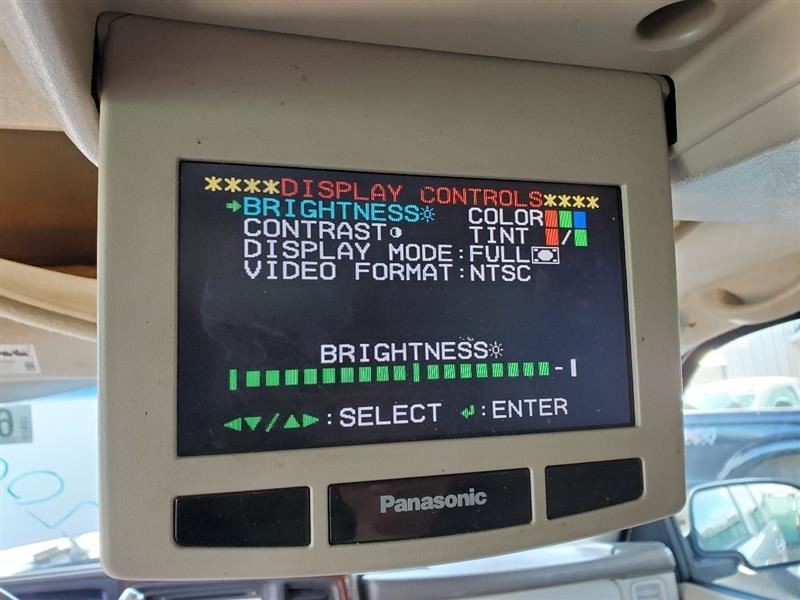 ****DISPLAY CONTROLS****
BRIGHTNESS COLOR
CONTRAST TINT /
DISPLAY MODE:FULL
VIDEO FORMAT:NTSC
BRIGHTNESS
/ :SELECT :ENTER
Panasonic